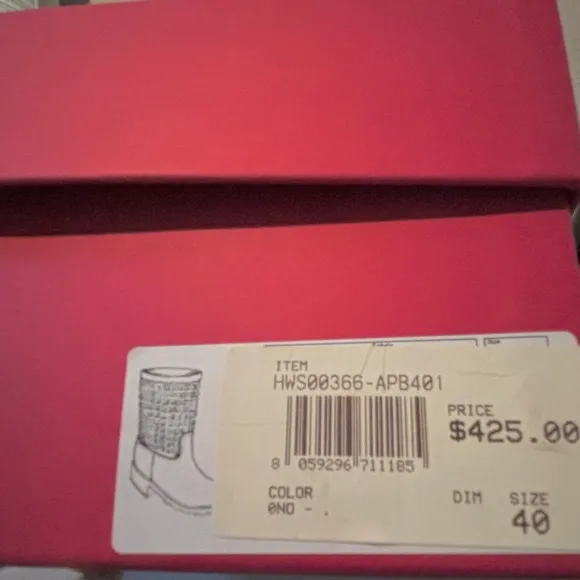 ITEM
HWS00366-APB401
PRICE
$425.00
8 059296 711185
COLOR
0NO - .
DIM SIZE
40